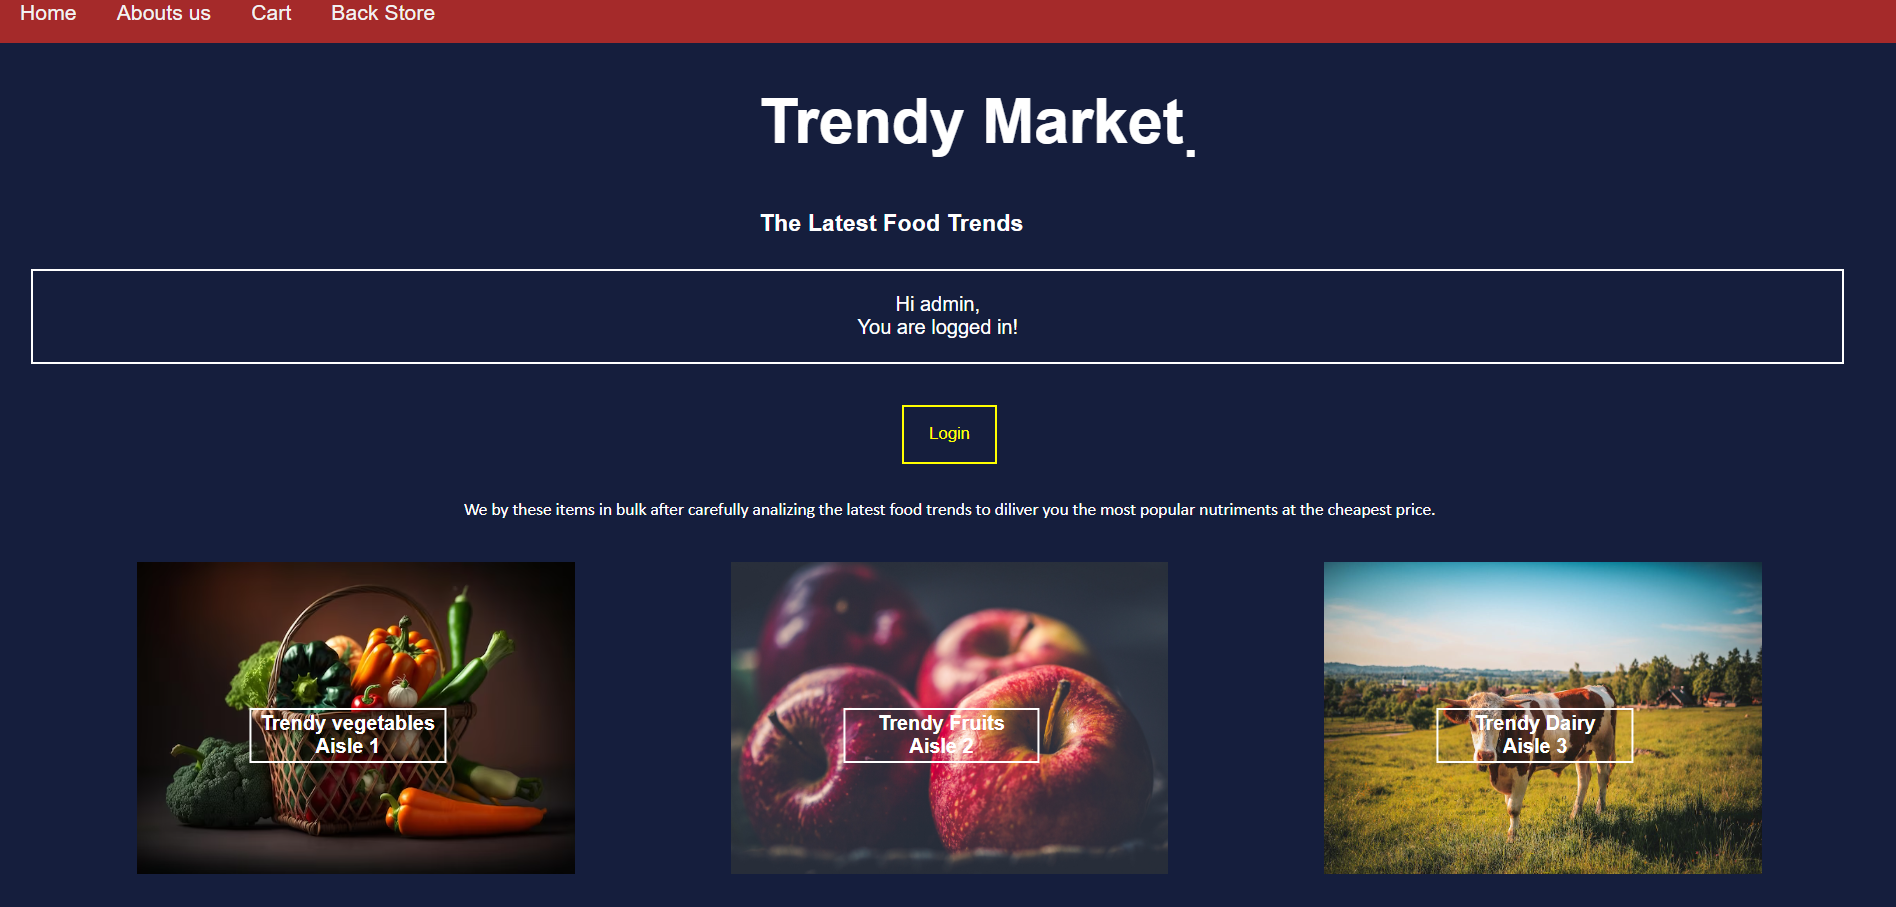 Home Abouts us Cart Back Store
Trendy Market.
The Latest Food Trends
Hi admin,
You are logged in!
Login
We by these items in bulk after carefully analizing the latest food trends to diliver you the most popular nutriments at the cheapest price.
Trendy vegetables
Aisle 1
Trendy Fruits
Aisle 2
Trendy Dairy
Aisle 3